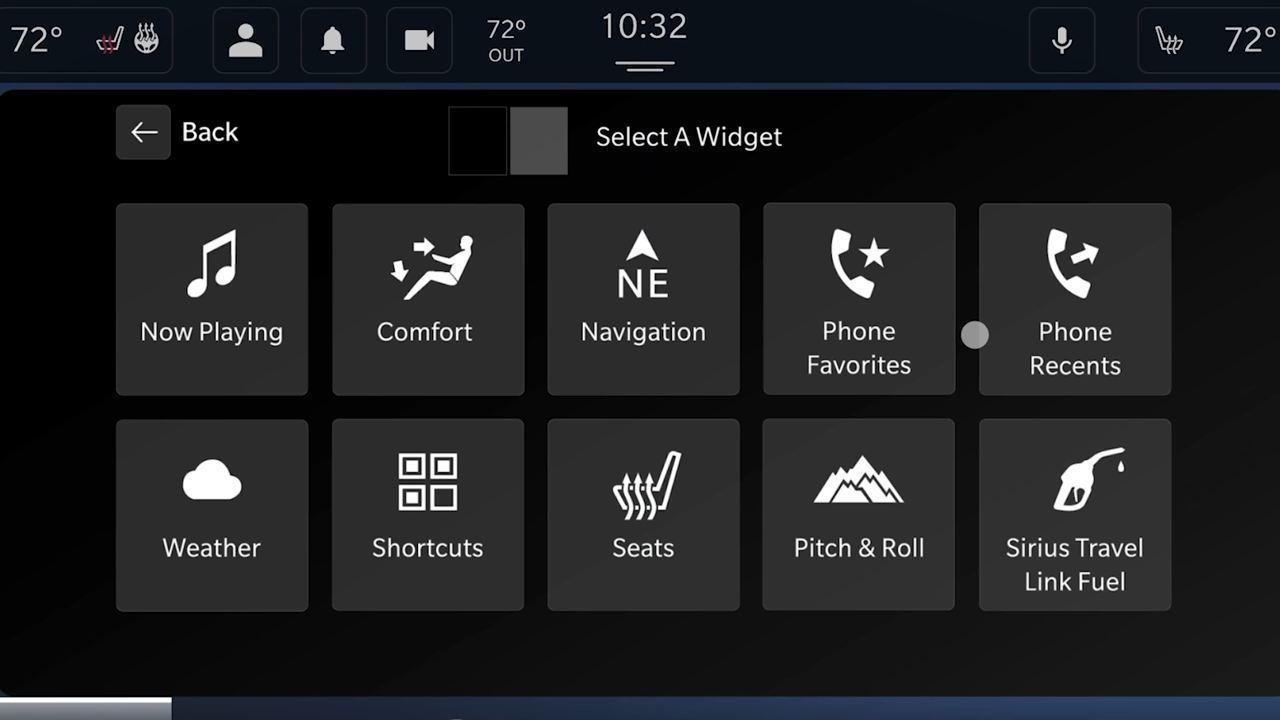 72°
72°
OUT
10:32
72°
Back
Select A Widget
Now Playing
Comfort
NE
Navigation
Phone
Favorites
Phone
Recents
Weather
Shortcuts
Seats
Pitch & Roll
Sirius Travel
Link Fuel